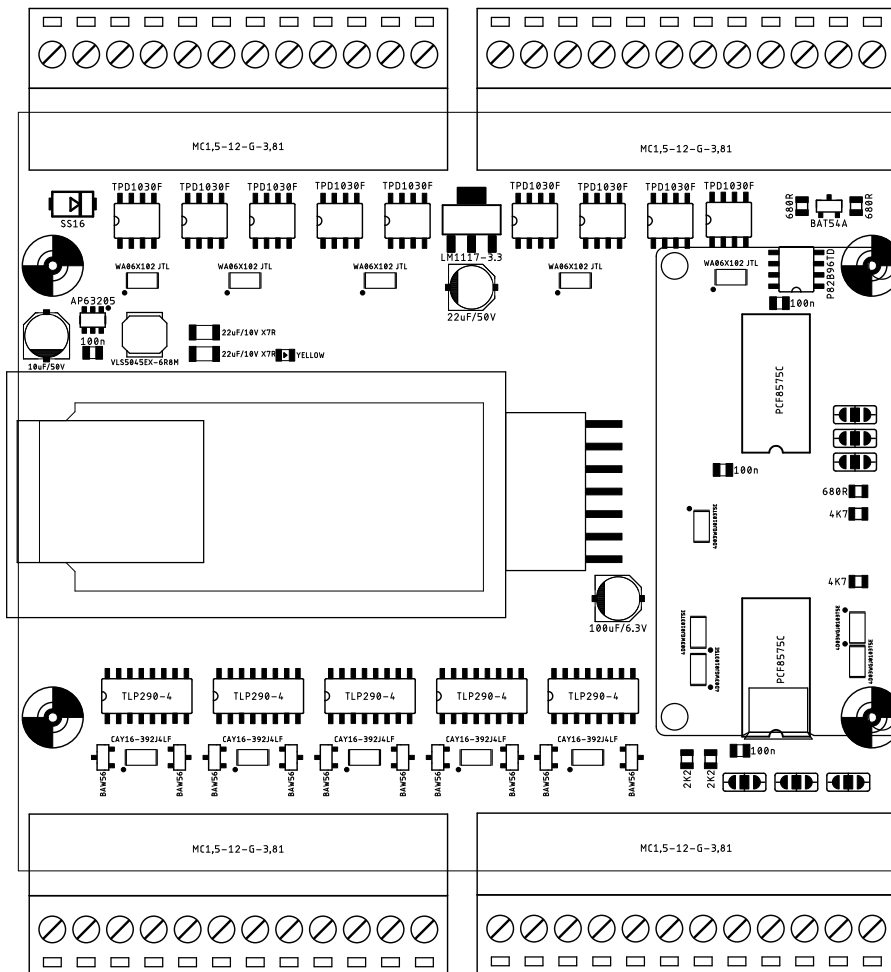 MC1,5-12-G-3,81
MC1,5-12-G-3,81
TPD1030F
TPD1030F
TPD1030F
TPD1030F
TPD1030F
TPD1030F
TPD1030F
TPD1030F
TPD1030F
SS16
680R
BAT54A
680R
LM1117-3.3
P82B96TD
WA06X102 JTL
WA06X102 JTL
WA06X102 JTL
WA06X102 JTL
WA06X102 JTL
AP63205
100n
22uF/50V
100n
22uF/10V X7R
22uF/10V X7R
YELLOW
10uF/50V
VLS5045EX-6R8M
PCF8575C
100n
680R
4K7
4D03WGJ0103T5E
4K7
100uF/6.3V
4D03WGJ0103T5E
4D03WGJ0103T5E
PCF8575C
4D03WGJ0103T5E
4D03WGJ0103T5E
TLP290-4
TLP290-4
TLP290-4
TLP290-4
TLP290-4
CAY16-392J4LF
CAY16-392J4LF
CAY16-392J4LF
CAY16-392J4LF
CAY16-392J4LF
100n
BAW56
BAW56
BAW56
BAW56
BAW56
BAW56
BAW56
BAW56
BAW56
BAW56
2K2
2K2
MC1,5-12-G-3,81
MC1,5-12-G-3,81